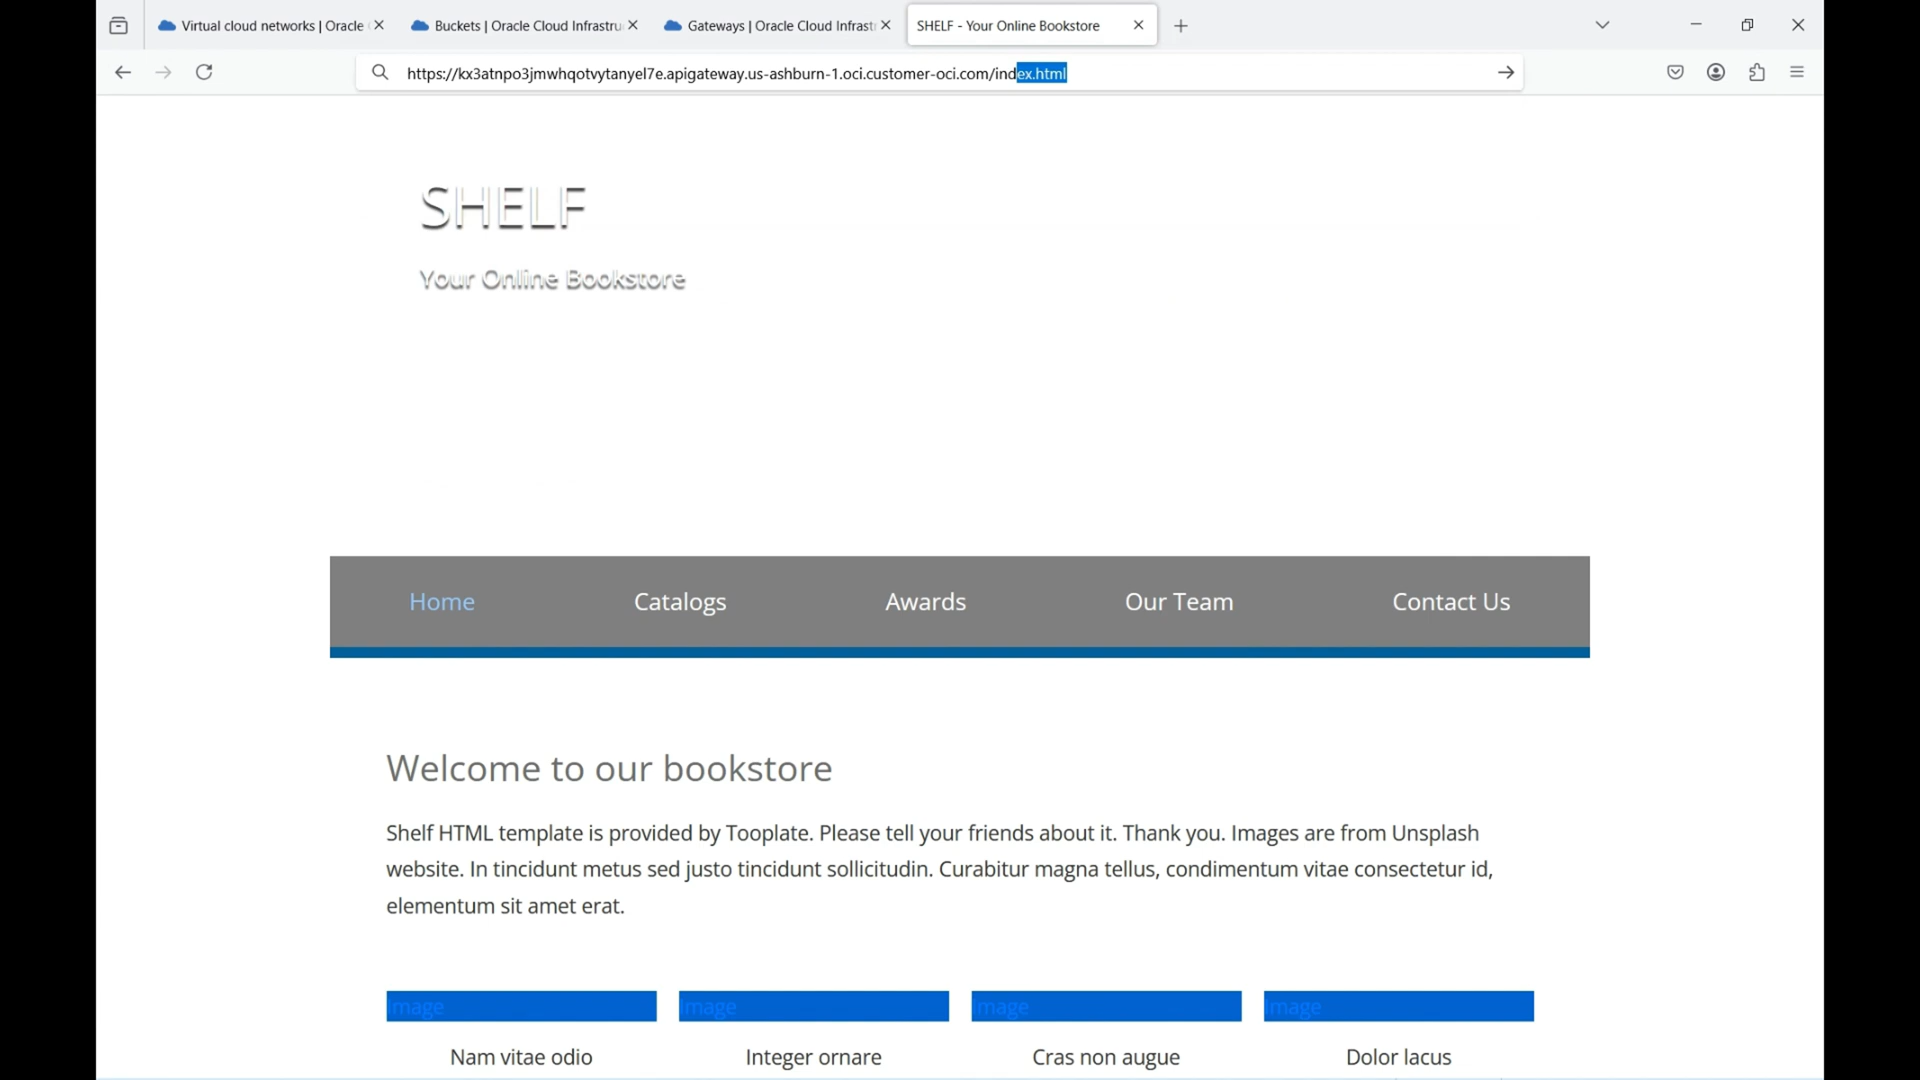 Virtual cloud networks | Oracle
Buckets | Oracle Cloud Infrastru
Gateways | Oracle Cloud Infrast
SHELF - Your Online Bookstore
https://kx3atnpo3jmwhqotvytanyel7e.apigateway.us-ashburn-1.oci.customer-oci.com/index.html
SHELF
Your Online Bookstore
Home
Catalogs
Awards
Our Team
Contact Us
Welcome to our bookstore
Shelf HTML template is provided by Tooplate. Please tell your friends about it. Thank you. Images are from Unsplash
website. In tincidunt metus sed justo tincidunt sollicitudin. Curabitur magna tellus, condimentum vitae consectetur id,
elementum sit amet erat.
Image
Image
Image
Image
Nam vitae odio
Integer ornare
Cras non augue
Dolor lacus